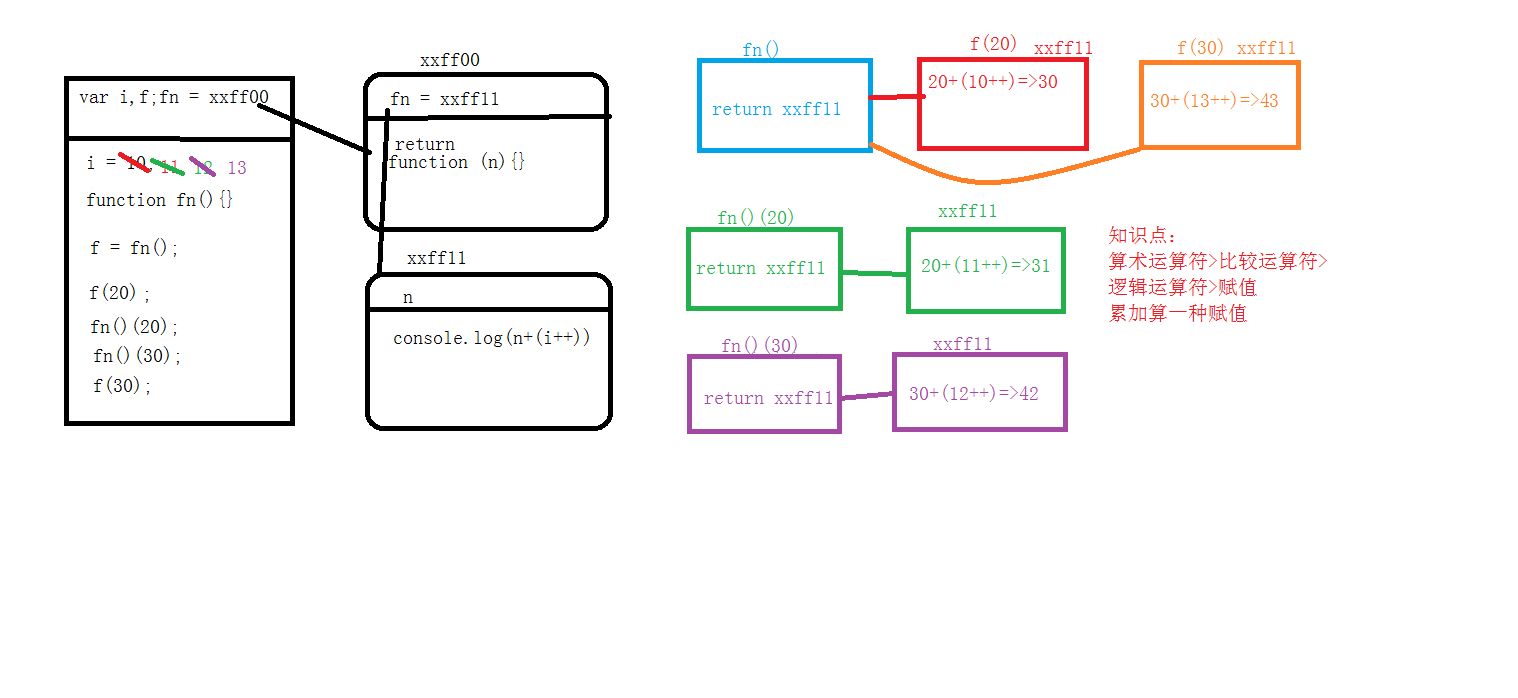 var i,f;fn = xxff00
i = 10 11 12 13
function fn(){}
f = fn();
f(20);
fn()(20);
fn()(30);
f(30);
xxff00
fn = xxff11
return
function (n){}
xxff11
n
console.log(n+(i++))
fn()
return xxff11
f(20) xxff11
20+(10++)=>30
f(30) xxff11
30+(13++)=>43
fn()(20)
return xxff11
xxff11
20+(11++)=>31
fn()(30)
return xxff11
xxff11
30+(12++)=>42
知识点：
算术运算符>比较运算符>
逻辑运算符>赋值
累加算一种赋值